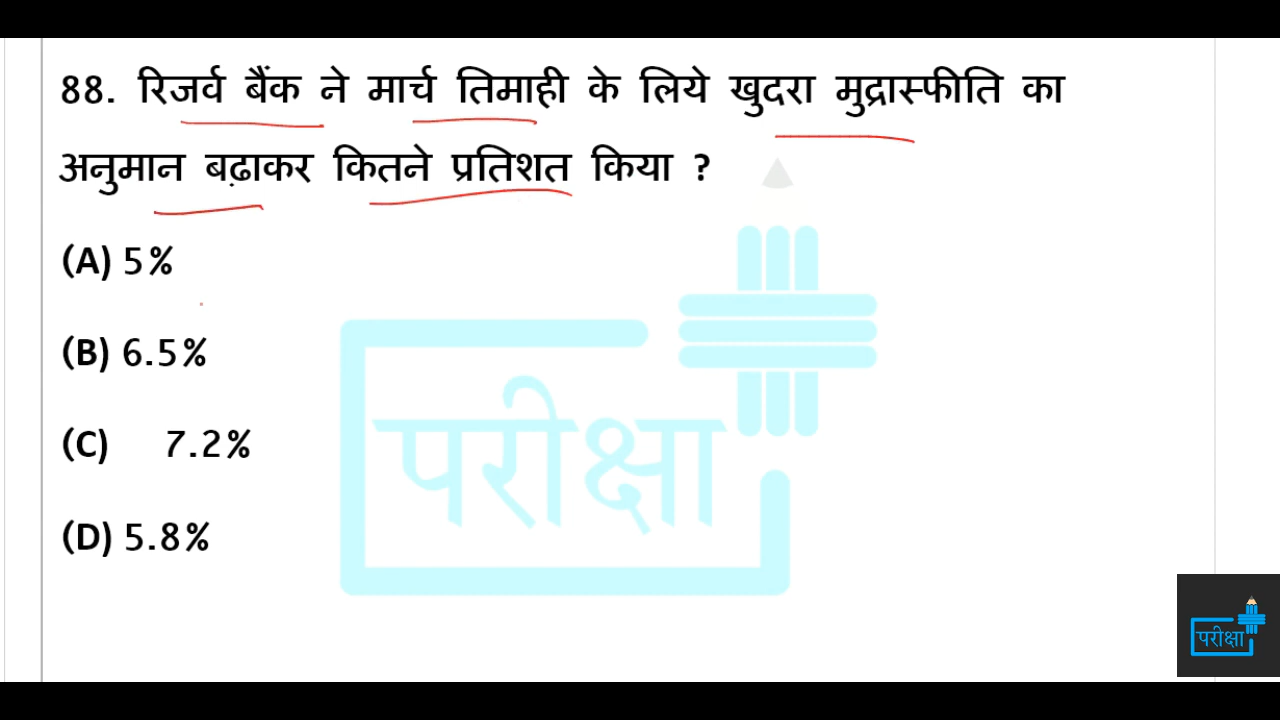 88. रिजर्व बैंक ने मार्च तिमाही के लिये खुदरा मुद्रास्फीति का
अनुमान बढ़ाकर कितने प्रतिशत किया ?
(A) 5%
(B) 6.5%
(C) 7.2%
(D) 5.8%
परीक्षा
परीक्षा